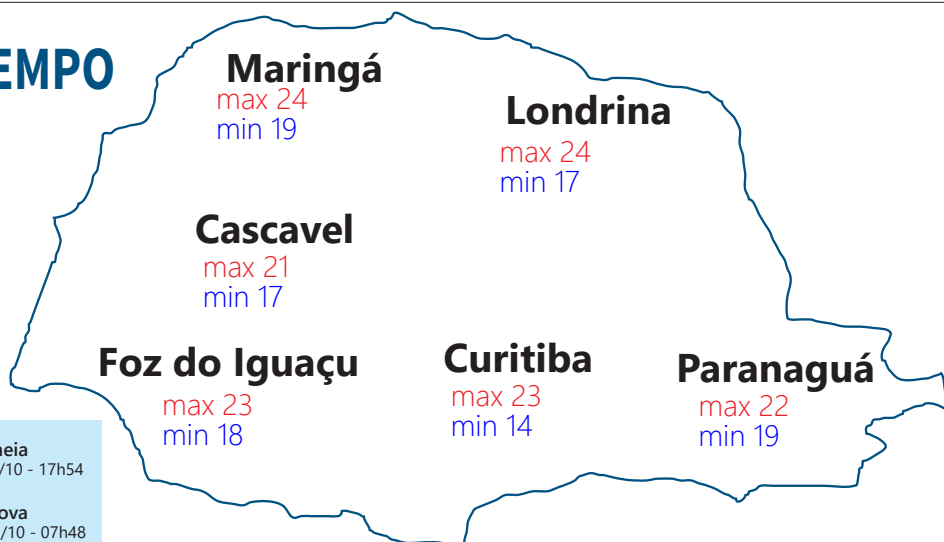 EMPO
Maringá
max 24
min 19
Londrina
max 24
min 17
Cascavel
max 21
min 17
Foz do Iguaçu
max 23
min 18
Curitiba
max 23
min 14
Paranaguá
max 22
min 19
heia
/10 - 17h54
ova
/10 - 07h48